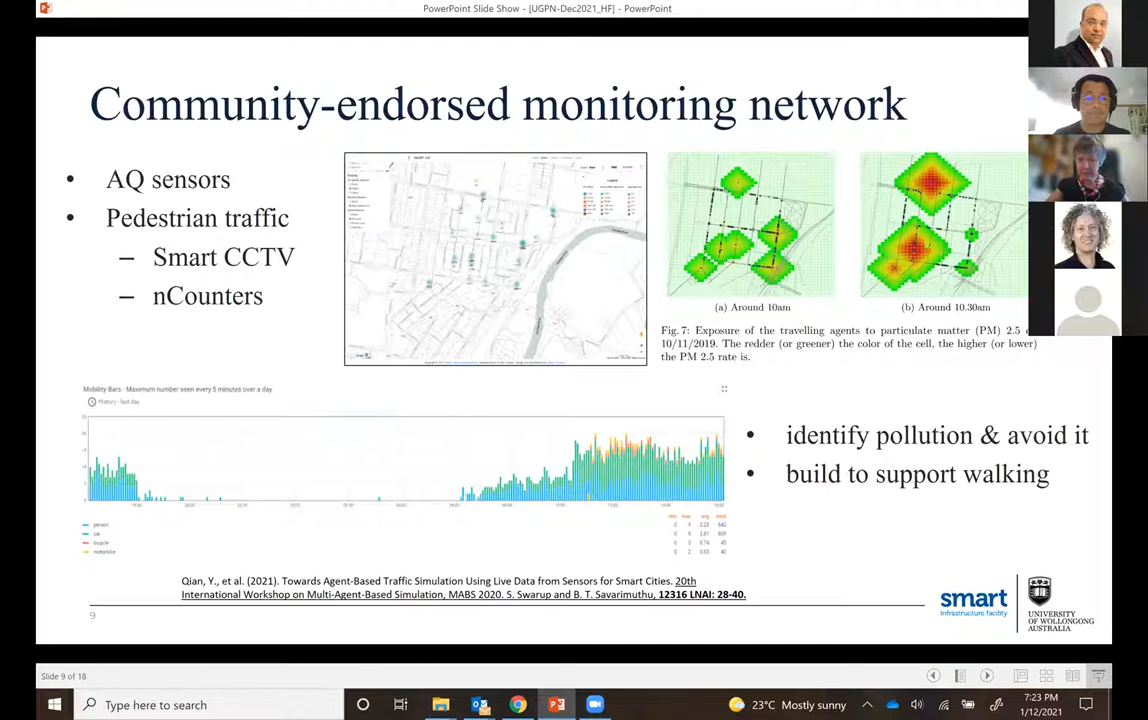 PowerPoint Slide Show - [UGPN-Dec2021_HF] - PowerPoint
Community-endorsed monitoring network
• AQ sensors
• Pedestrian traffic
– Smart CCTV
– nCounters
(a) Around 10am
(b) Around 10.30am
Fig. 7: Exposure of the travelling agents to particulate matter (PM) 2.5
10/11/2019. The redder (or greener) the color of the cell, the higher (or lower)
the PM 2.5 rate is.
Mobility Bars - Maximum number seen every 5 minutes over a day
History - last day
person
car
bicycle
motorbike
min max avg total
• identify pollution & avoid it
• build to support walking
Qian, Y., et al. (2021). Towards Agent-Based Traffic Simulation Using Live Data from Sensors for Smart Cities. 20th
International Workshop on Multi-Agent-Based Simulation, MABS 2020. S. Swarup and B. T. Savarimuthu, 12316 LNAI: 28-40.
9
smart
infrastructure facility
UNIVERSITY
OF WOLLONGONG
AUSTRALIA
Slide 9 of 18
Type here to search
23°C Mostly sunny
7:23 PM
1/12/2021